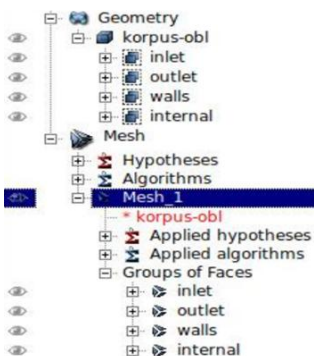 Geometry
korpus-obl
inlet
outlet
walls
internal
Mesh
Hypotheses
Algorithms
Mesh_1
* korpus-obl
Applied hypotheses
Applied algorithms
Groups of Faces
inlet
outlet
walls
internal